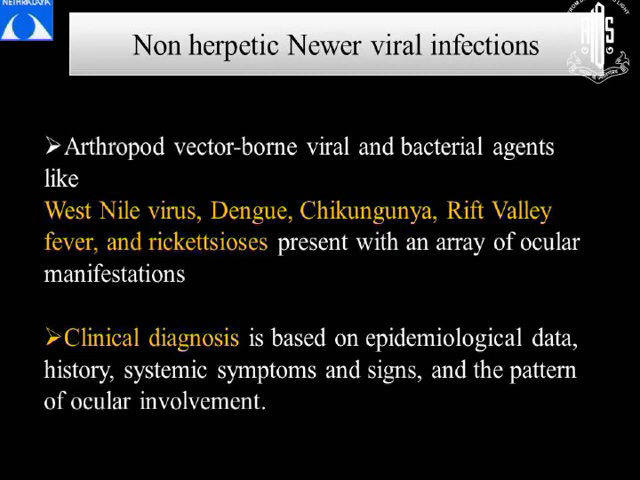 NETHRALAYA
Non herpetic Newer viral infections
➢Arthropod vector-borne viral and bacterial agents
like
West Nile virus, Dengue, Chikungunya, Rift Valley
fever, and rickettsioses present with an array of ocular
manifestations
➢Clinical diagnosis is based on epidemiological data,
history, systemic symptoms and signs, and the pattern
of ocular involvement.